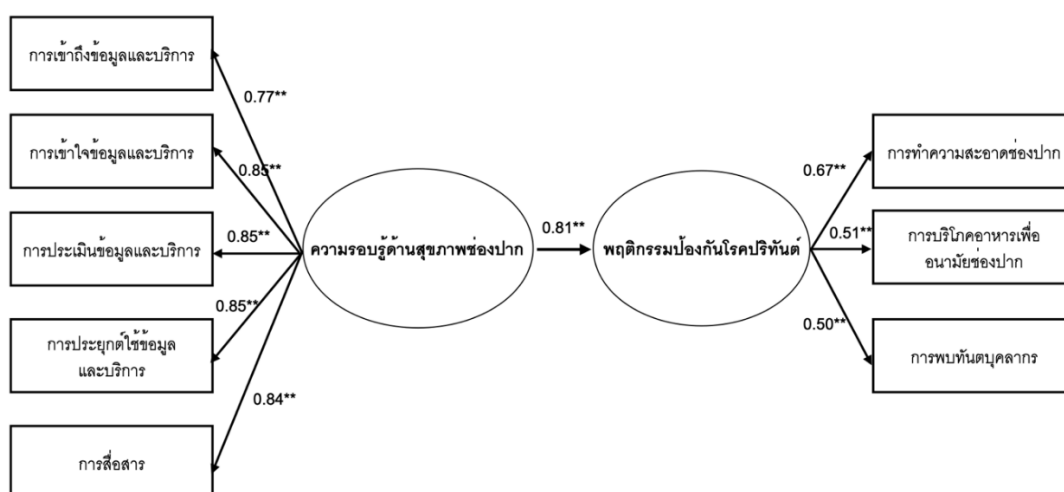 การเข้าถึงข้อมูลและบริการ
0.77**
การเข้าใจข้อมูลและบริการ
0.85**
การประเมินข้อมูลและบริการ
0.85**
การประยุกต์ใช้ข้อมูล
และบริการ
0.85**
การสื่อสาร
0.84**
ความรอบรู้ด้านสุขภาพช่องปาก
0.81**
พฤติกรรมป้องกันโรคปริทันต์
0.67**
การทำความสะอาดช่องปาก
0.51**
การบริโภคอาหารเพื่อ
อนามัยช่องปาก
0.50**
การพบทันตบุคลากร